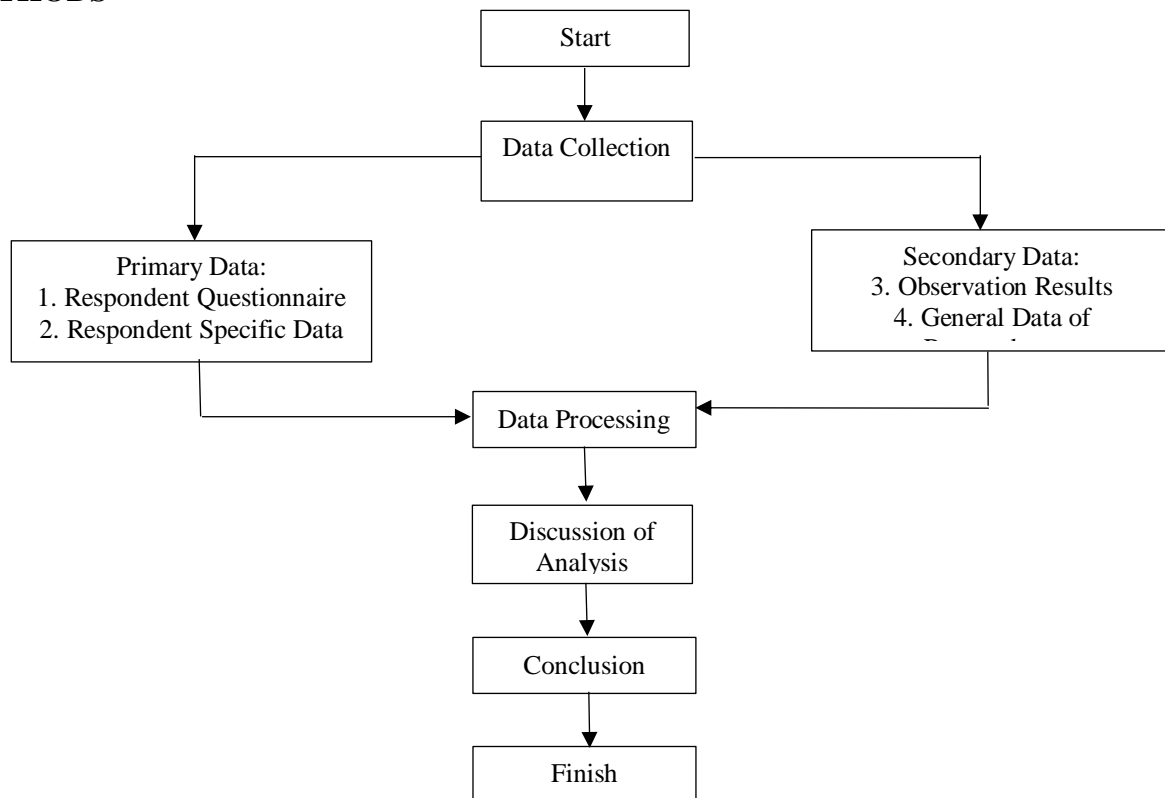 Start
Data Collection
Primary Data:
1. Respondent Questionnaire
2. Respondent Specific Data
Secondary Data:
3. Observation Results
4. General Data of
Data Processing
Discussion of
Analysis
Conclusion
Finish